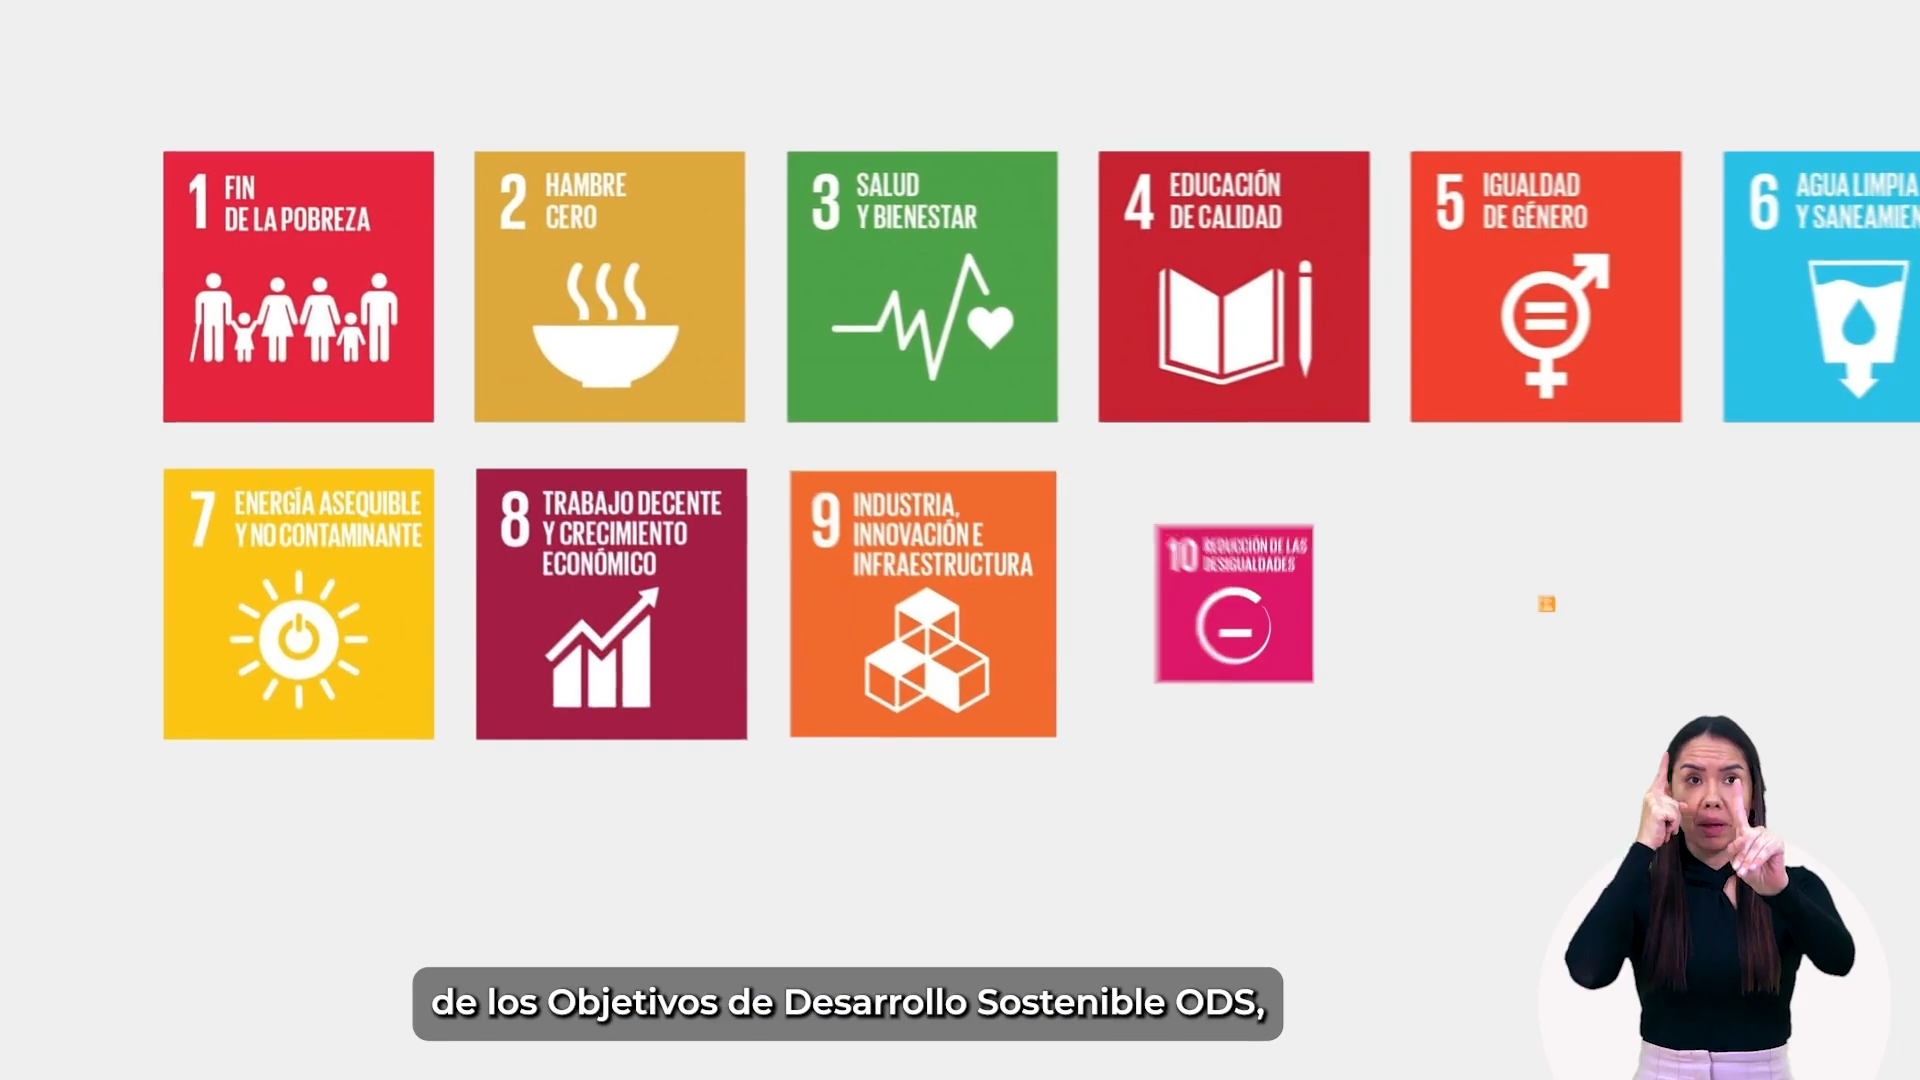 1 FIN
DE LA POBREZA
2 HAMBRE
CERO
3 SALUD
Y BIENESTAR
4 EDUCACIÓN
DE CALIDAD
5 IGUALDAD
DE GÉNERO
6 AGUA LIMPIA
Y SANEAMIEN
7 ENERGÍA ASEQUIBLE
Y NO CONTAMINANTE
8 TRABAJO DECENTE
Y CRECIMIENTO
ECONÓMICO
9 INDUSTRIA,
INNOVACIÓN E
INFRAESTRUCTURA
10 REDUCCIÓN DE LAS
DESIGUALDADES
de los Objetivos de Desarrollo Sostenible ODS,